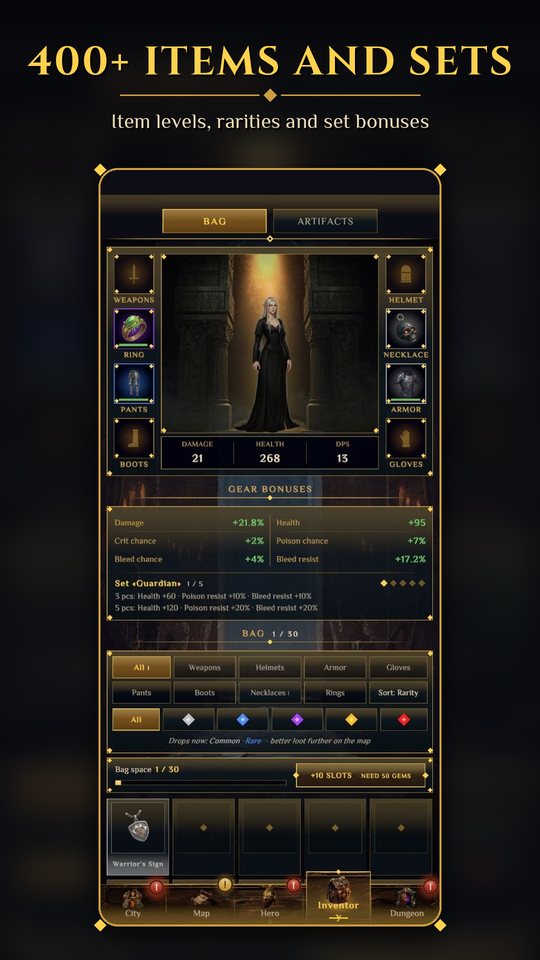 400+ ITEMS AND SETS
Item levels, rarities and set bonuses
BAG
ARTIFACTS
WEAPONS
HELMET
RING
NECKLACE
PANTS
ARMOR
BOOTS
GLOVES
DAMAGE HEALTH DPS
21 268 13
GEAR BONUSES
Damage +21.8% Health +95
Crit chance +2% Poison chance +7%
Bleed chance +4% Bleed resist +17.2%
Set «Guardian» 1 / 5
3 pcs: Health +60 · Poison resist +10% · Bleed resist +10%
5 pcs: Health +120 · Poison resist +20% · Bleed resist +20%
BAG 1 / 30
All 1 Weapons Helmets Armor Gloves
Pants Boots Necklaces 1 Rings Sort: Rarity
All
Drops now: Common · Rare · better loot further on the map
Bag space 1 / 30
+10 SLOTS · NEED 50 GEMS
Warrior's Sign
! ! ! !
City Map Hero Inventor
y
Dungeon